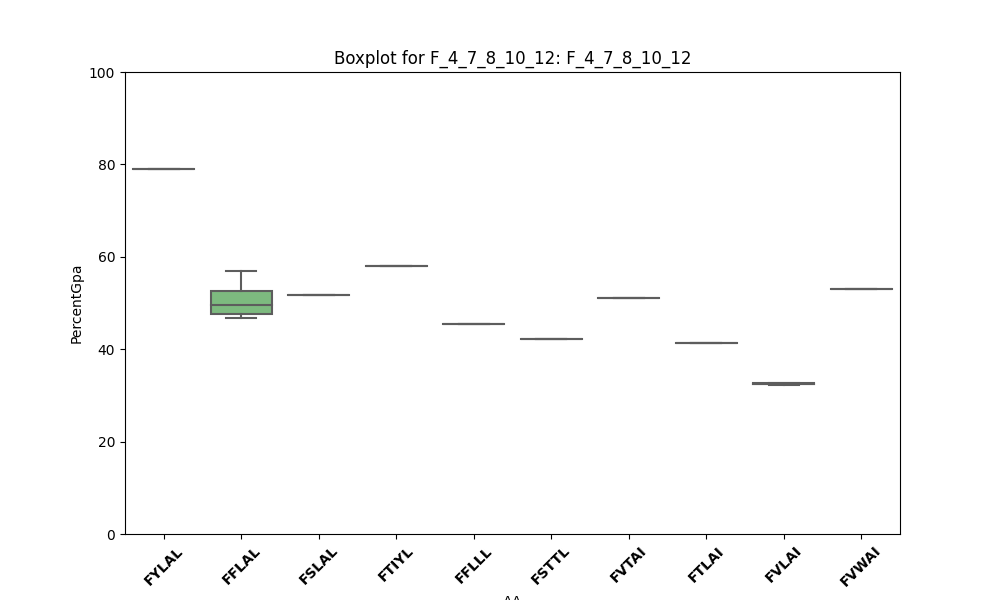 Boxplot for F_4_7_8_10_12: F_4_7_8_10_12
100
80
60
40
20
0
PercentGpa
FYLAL
FFLAL
FSLAL
FTIYL
FFLLL
FSTTL
FVTAI
FTLAI
FVLAI
FVWAI
AA